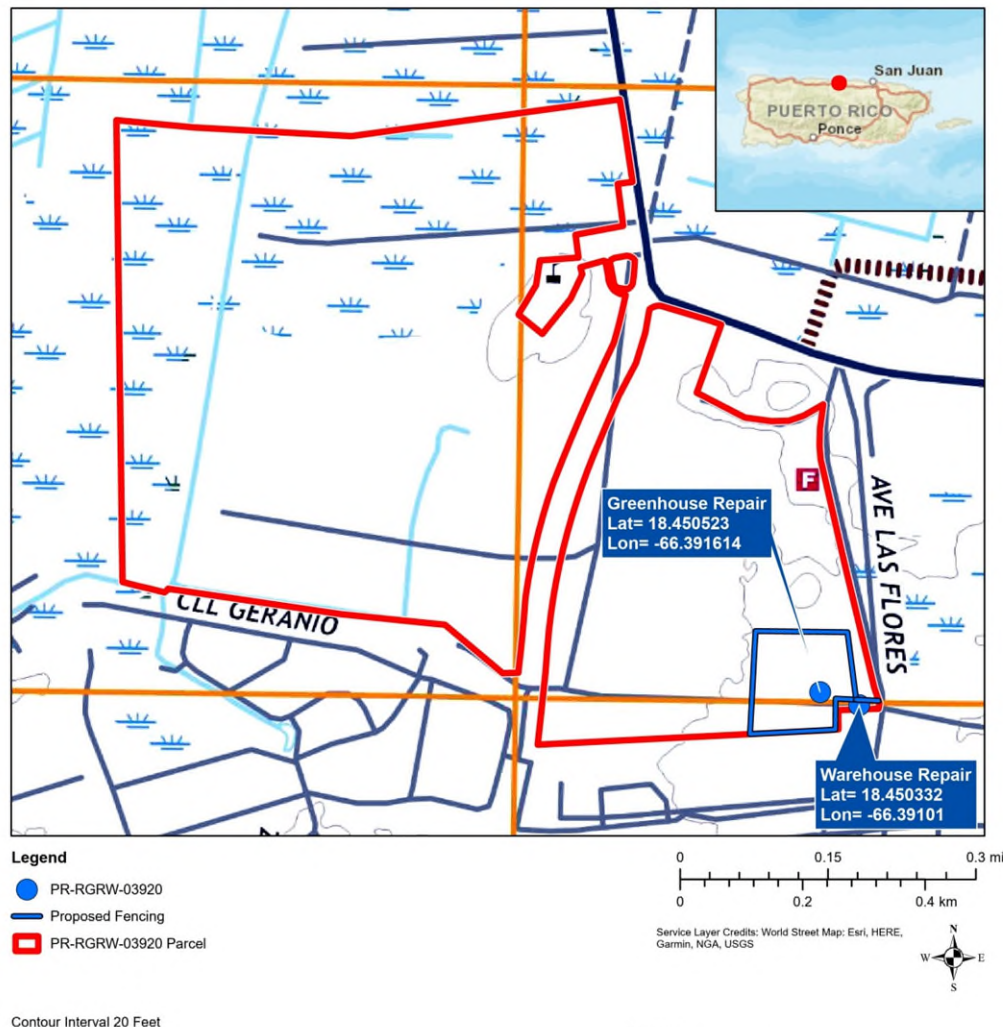 San Juan
PUERTO RICO
Ponce
F
Greenhouse Repair
Lat= 18.450523
Lon= -66.391614
AVE LAS FLORES
CLL GERANIO
Warehouse Repair
Lat= 18.450332
Lon= -66.39101
Legend
PR-RGRW-03920
Proposed Fencing
PR-RGRW-03920 Parcel
0 0.15 0.3 mi
0 0.2 0.4 km
Service Layer Credits: World Street Map: Esri, HERE,
Garmin, NGA, USGS
N
W E
S
Contour Interval 20 Feet